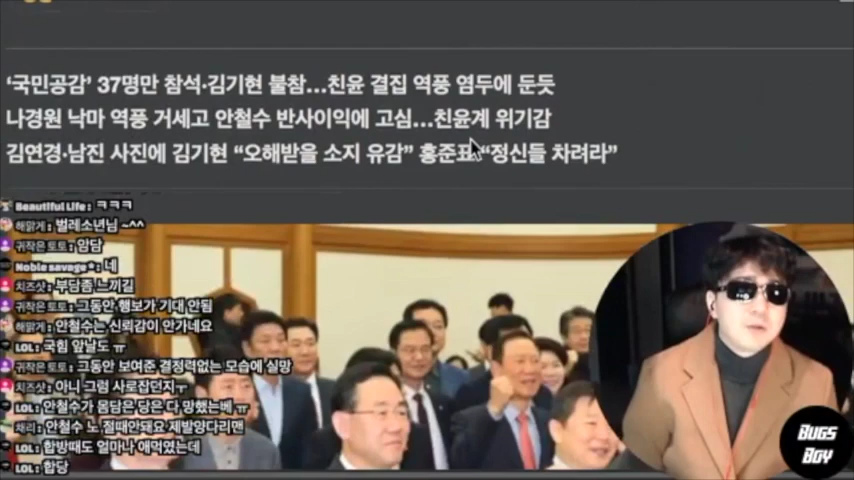 ‘국민공감’ 37명만 참석·김기현 불참…친윤 결집 역풍 염두에 둔듯
나경원 낙마 역풍 거세고 안철수 반사이익에 고심…친윤계 위기감
김연경·남진 사진에 김기현 “오해받을 소지 유감” 홍준표 “정신들 차려라”
Beautiful Life : ㅋㅋㅋ
해맑게 : 벌레소년님 ~^^
귀작은 토토 : 암담
Noble savage* : 네
치즈샷 : 부담좀 느끼길
귀작은 토토 : 그동안 행보가 기대 안됨
해맑게 : 안철수는 신뢰감이 안가네요
LOL : 국힘 앞날도 ㅠ
귀작은 토토 : 그동안 보여준 결정력없는 모습에 실망
치즈샷 : 아니 그럼 사로잡던지ㅜ
LOL : 안철수가 몸담은 당은 다 망했는베 ㅠ
채리 : 안철수 노 절때안돼요 제발양다리맨
LOL : 합방때도 얼마나 애먹였는데
LOL : 합당
BUGS
BOY